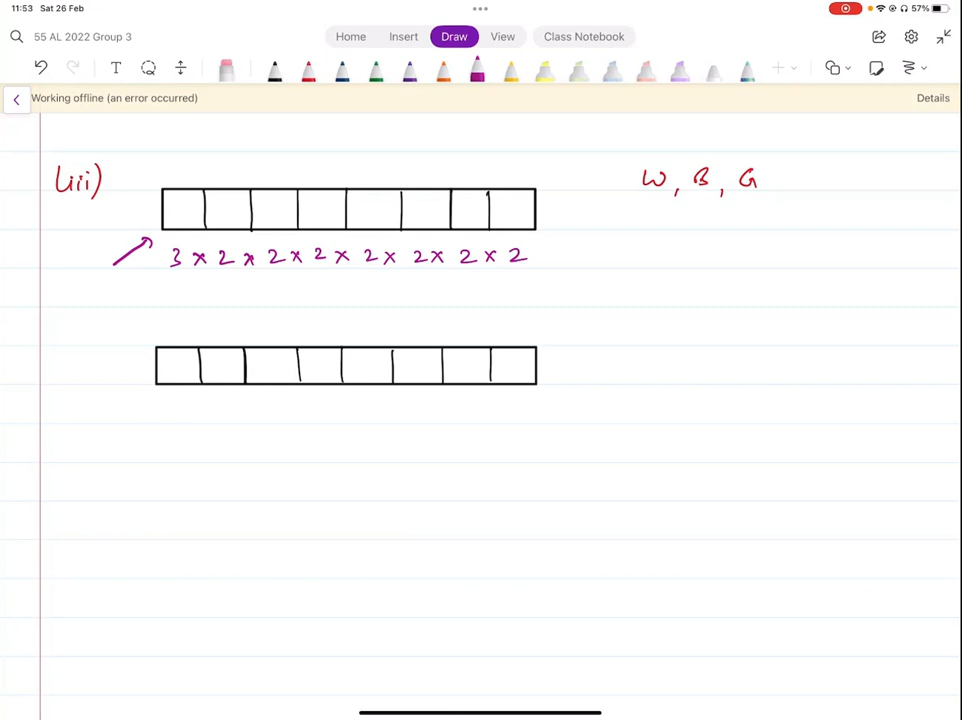 11:53 Sat 26 Feb
57%
55 AL 2022 Group 3
Home Insert Draw View Class Notebook
T
Working offline (an error occurred) Details
(iii)
W, B, G
3 × 2 × 2 × 2 × 2 × 2 × 2 × 2